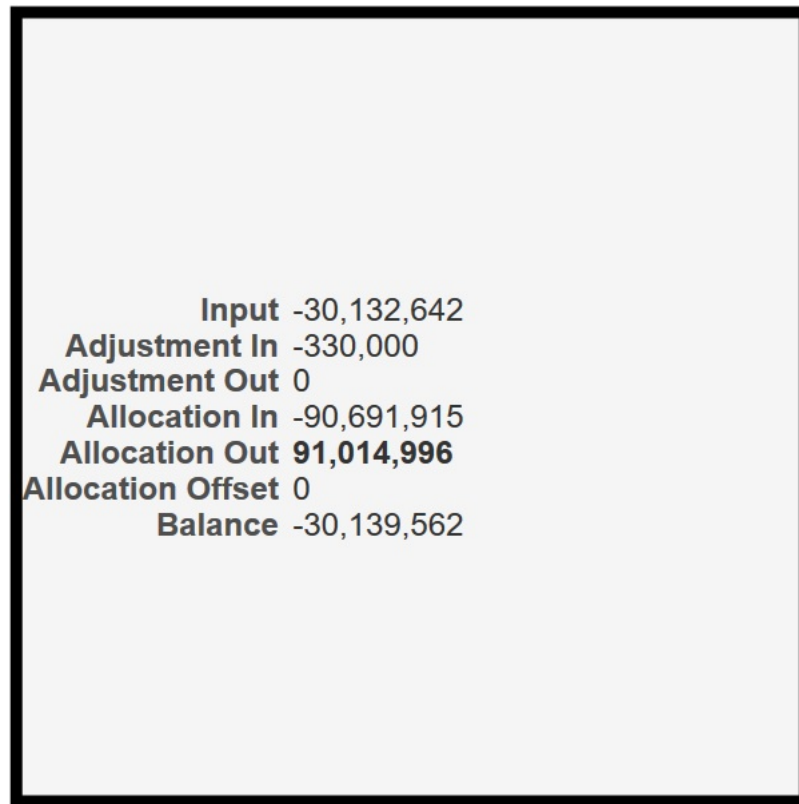 Input -30,132,642
Adjustment In -330,000
Adjustment Out 0
Allocation In -90,691,915
Allocation Out 91,014,996
Allocation Offset 0
Balance -30,139,562